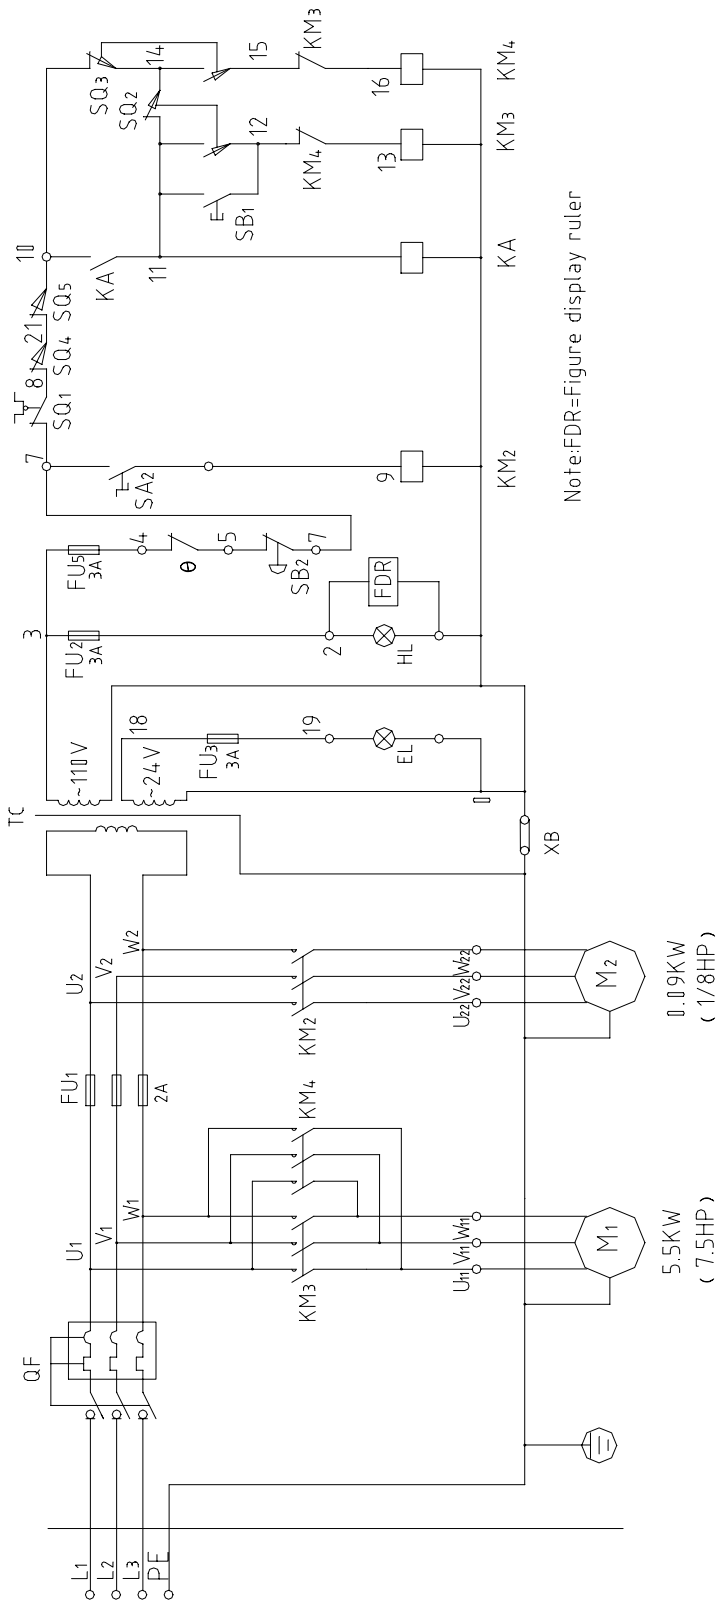 L1
L2
L3
PE
QF
U1
V1
W1
KM3
KM4
U11
V11
W11
M1
5.5KW
( 7.5HP )
FU1
2A
U2
V2
W2
KM2
U22
V22
W22
M2
0.09KW
( 1/8HP )
TC
~110V
~24V
XB
0
18
FU3
3A
19
EL
3
FU2
3A
2
HL
FDR
FU5
3A
4
θ
5
SB2
7
7
SA2
9
KM2
SQ1
8
SQ4
21
SQ5
10
KA
11
KA
SB1
12
KM4
13
KM3
SQ2
SQ3
14
15
KM3
16
KM4
Note:FDR=Figure display ruler